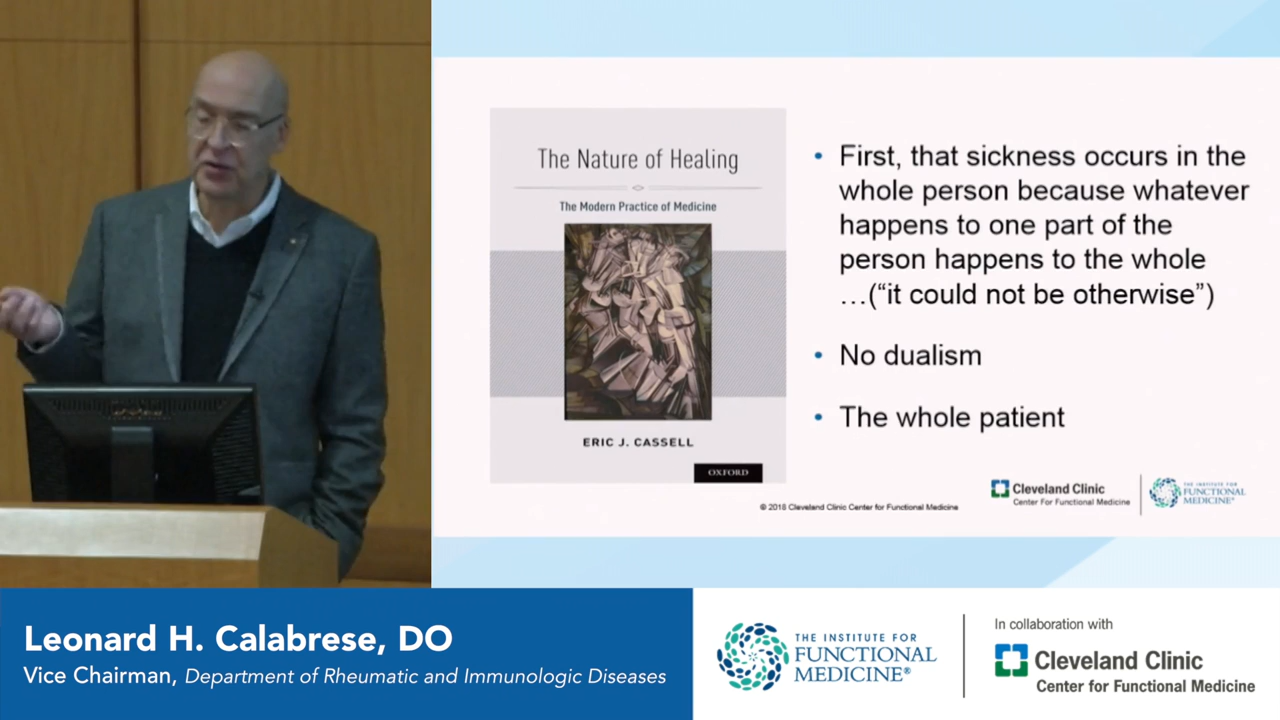 The Nature of Healing
The Modern Practice of Medicine
ERIC J. CASSELL
OXFORD
• First, that sickness occurs in the
whole person because whatever
happens to one part of the
person happens to the whole
…(“it could not be otherwise”)
• No dualism
• The whole patient
© 2018 Cleveland Clinic Center for Functional Medicine
Cleveland Clinic
Center For Functional Medicine
THE INSTITUTE FOR
FUNCTIONAL
MEDICINE®
Leonard H. Calabrese, DO
Vice Chairman, Department of Rheumatic and Immunologic Diseases
THE INSTITUTE FOR
FUNCTIONAL
MEDICINE®
In collaboration with
Cleveland Clinic
Center for Functional Medicine